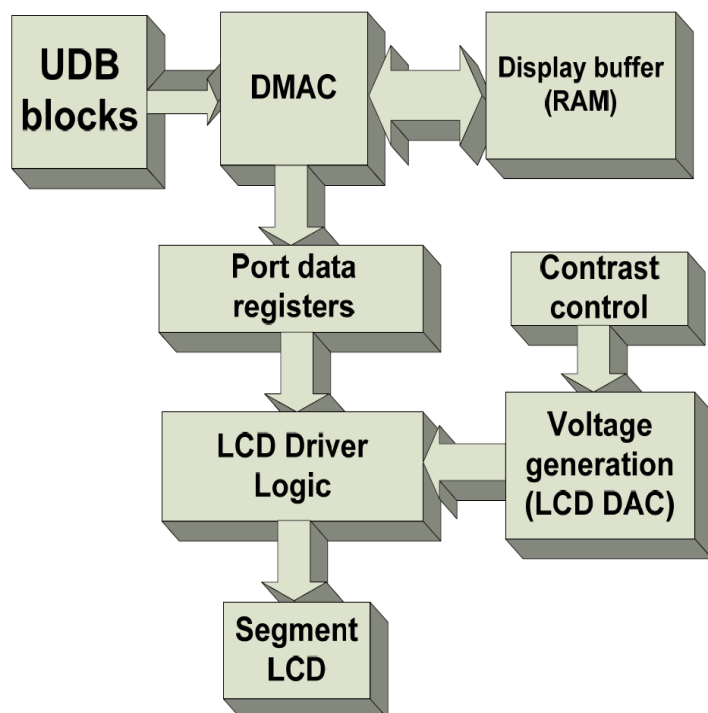 UDB
blocks
DMAC
Display buffer
(RAM)
Port data
registers
Contrast
control
LCD Driver
Logic
Voltage
generation
(LCD DAC)
Segment
LCD